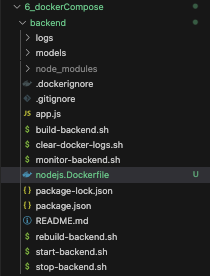 6_dockerCompose
backend
logs
models
node_modules
.dockerignore
.gitignore
app.js
build-backend.sh
clear-docker-logs.sh
monitor-backend.sh
nodejs.Dockerfile U
package-lock.json
package.json
README.md
rebuild-backend.sh
start-backend.sh
stop-backend.sh